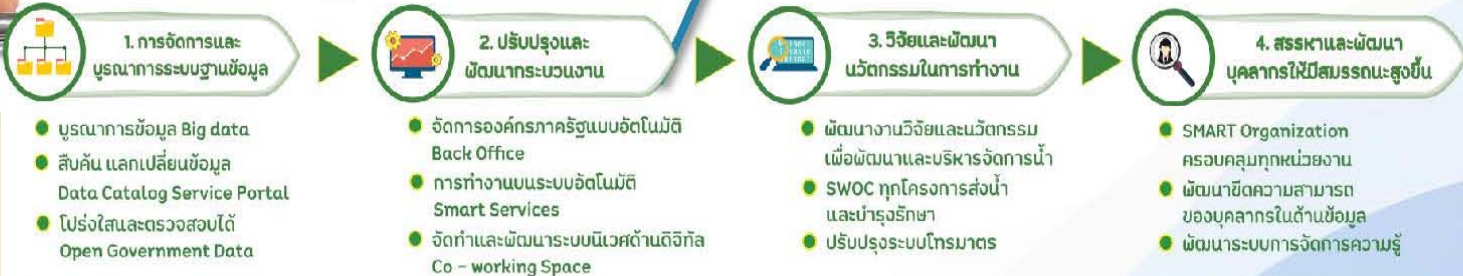 1. การจัดการและ
บูรณาการระบบฐานข้อมูล
บูรณาการข้อมูล Big data
สืบค้น แลกเปลี่ยนข้อมูล
Data Catalog Service Portal
โปร่งใสและตรวจสอบได้
Open Government Data
2. ปรับปรุงและ
พัฒนากระบวนงาน
จัดการองค์กรภาครัฐแบบอัตโนมัติ
Back Office
การทำงานบนระบบอัตโนมัติ
Smart Services
จัดทำและพัฒนาระบบนิเวศด้านดิจิทัล
Co – working Space
3. วิจัยและพัฒนา
นวัตกรรมในการทำงาน
พัฒนางานวิจัยและนวัตกรรม
เพื่อพัฒนาและบริหารจัดการน้ำ
SWOC ทุกโครงการส่งน้ำ
และบำรุงรักษา
ปรับปรุงระบบโทรมาตร
4. สรรหาและพัฒนา
บุคลากรให้มีสมรรถนะสูงขึ้น
SMART Organization
ครอบคลุมทุกหน่วยงาน
พัฒนาขีดความสามารถ
ของบุคลากรในด้านข้อมูล
พัฒนาระบบการจัดการความรู้